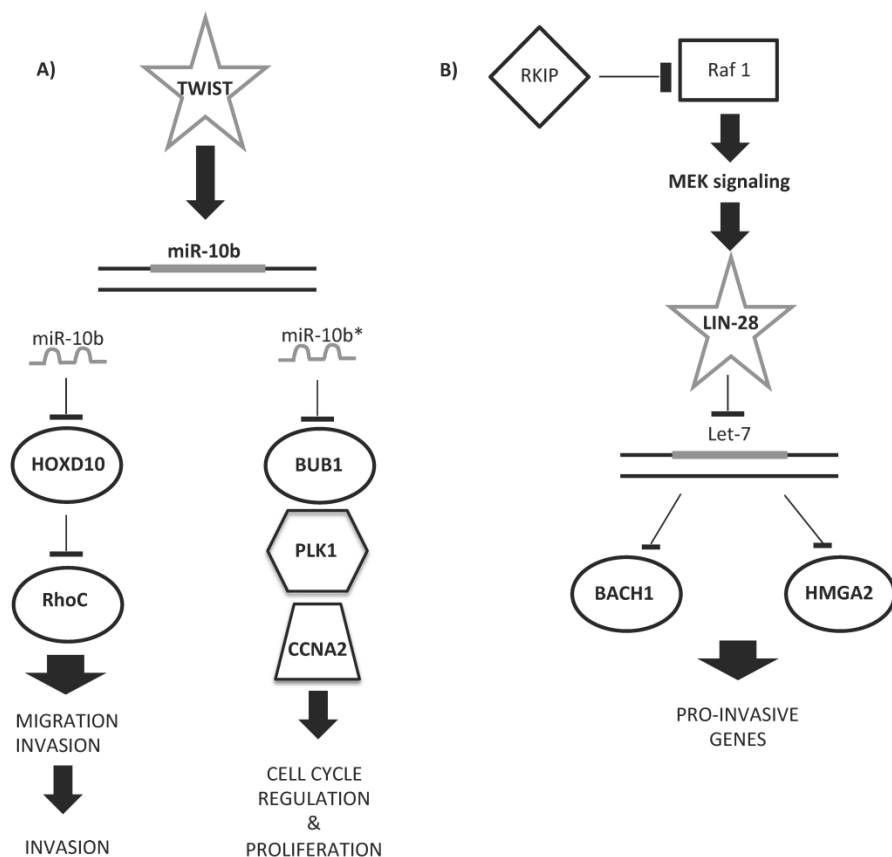 A)
TWIST
miR-10b
miR-10b
HOXD10
RhoC
MIGRATION
INVASION
INVASION
miR-10b*
BUB1
PLK1
CCNA2
CELL CYCLE
REGULATION
&
PROLIFERATION
B)
RKIP
Raf 1
MEK signaling
LIN-28
Let-7
BACH1
HMGA2
PRO-INVASIVE
GENES